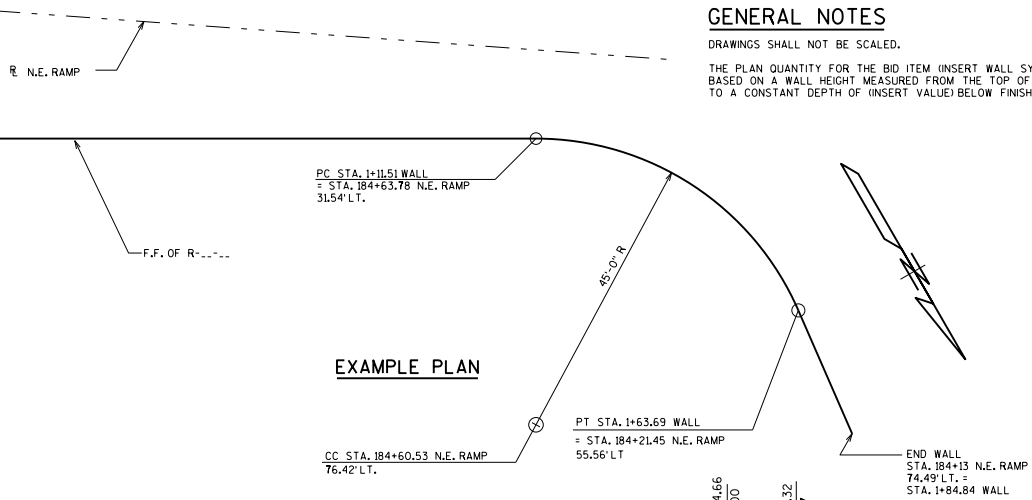 GENERAL NOTES
DRAWINGS SHALL NOT BE SCALED.
THE PLAN QUANTITY FOR THE BID ITEM (INSERT WALL SY
BASED ON A WALL HEIGHT MEASURED FROM THE TOP OF
TO A CONSTANT DEPTH OF (INSERT VALUE) BELOW FINISH
N.E. RAMP
PC STA. 1+11.51 WALL
= STA. 184+63.78 N.E. RAMP
31.54' LT.
F.F. OF R-__-__
45'-0" R
EXAMPLE PLAN
CC STA. 184+60.53 N.E. RAMP
76.42' LT.
PT STA. 1+63.69 WALL
= STA. 184+21.45 N.E. RAMP
55.56' LT
END WALL
STA. 184+13 N.E. RAMP
74.49' LT. =
STA. 1+84.84 WALL